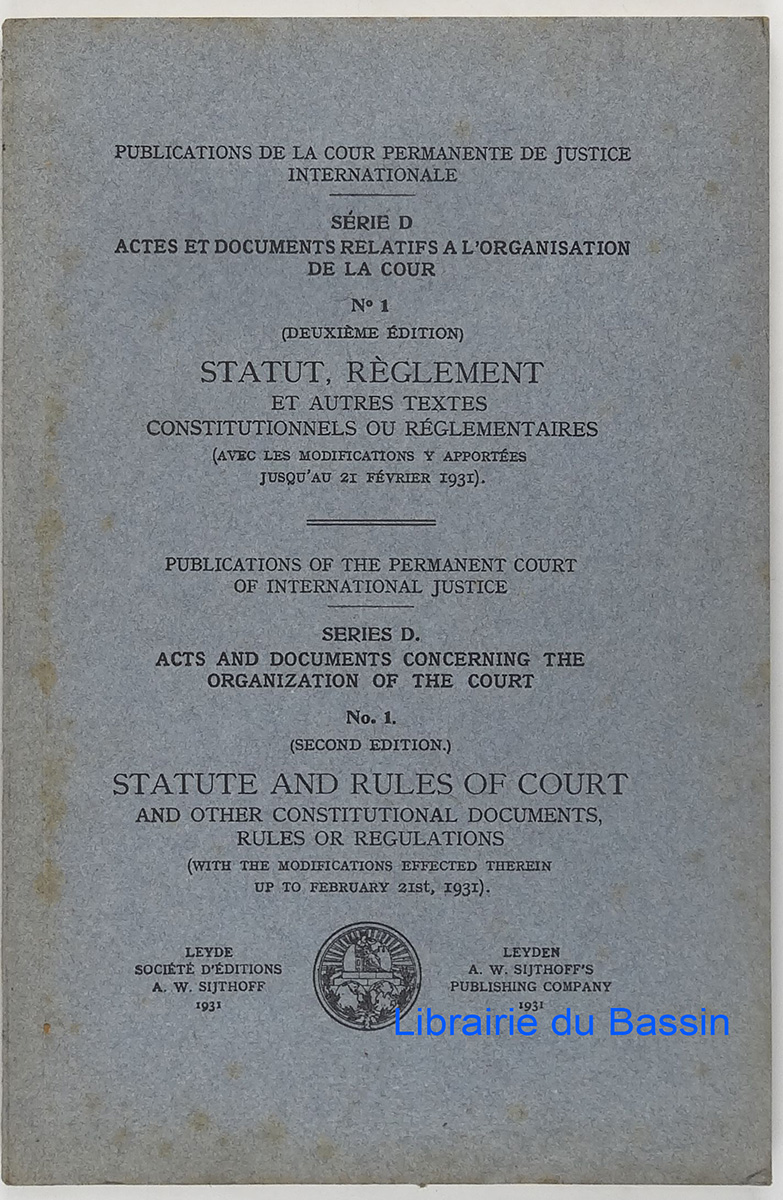 PUBLICATIONS DE LA COUR PERMANENTE DE JUSTICE
INTERNATIONALE
SÉRIE D
ACTES ET DOCUMENTS RELATIFS A L'ORGANISATION
DE LA COUR
Nº 1
(DEUXIÈME ÉDITION)
STATUT, RÈGLEMENT
ET AUTRES TEXTES
CONSTITUTIONNELS OU RÉGLEMENTAIRES
(AVEC LES MODIFICATIONS Y APPORTÉES
JUSQU'AU 21 FÉVRIER 1931).
PUBLICATIONS OF THE PERMANENT COURT
OF INTERNATIONAL JUSTICE
SERIES D.
ACTS AND DOCUMENTS CONCERNING THE
ORGANIZATION OF THE COURT
No. 1.
(SECOND EDITION.)
STATUTE AND RULES OF COURT
AND OTHER CONSTITUTIONAL DOCUMENTS,
RULES OR REGULATIONS
(WITH THE MODIFICATIONS EFFECTED THEREIN
UP TO FEBRUARY 21st, 1931).
LEYDE
SOCIÉTÉ D'ÉDITIONS
A. W. SIJTHOFF
1931
LEYDEN
A. W. SIJTHOFF'S
PUBLISHING COMPANY
1931
Librairie du Bassin